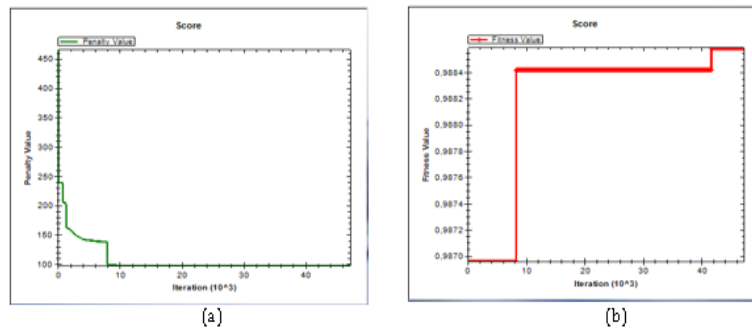 Score
Penalty Value
450
400
350
300
250
200
150
100
Penalty Value
0
10
20
30
40
Iteration (10^3)
(a)
Score
Fitness Value
0,9884
0,9882
0,9880
0,9878
0,9876
0,9874
0,9872
0,9870
Fitness Value
0
10
20
30
40
Iteration (10^3)
(b)